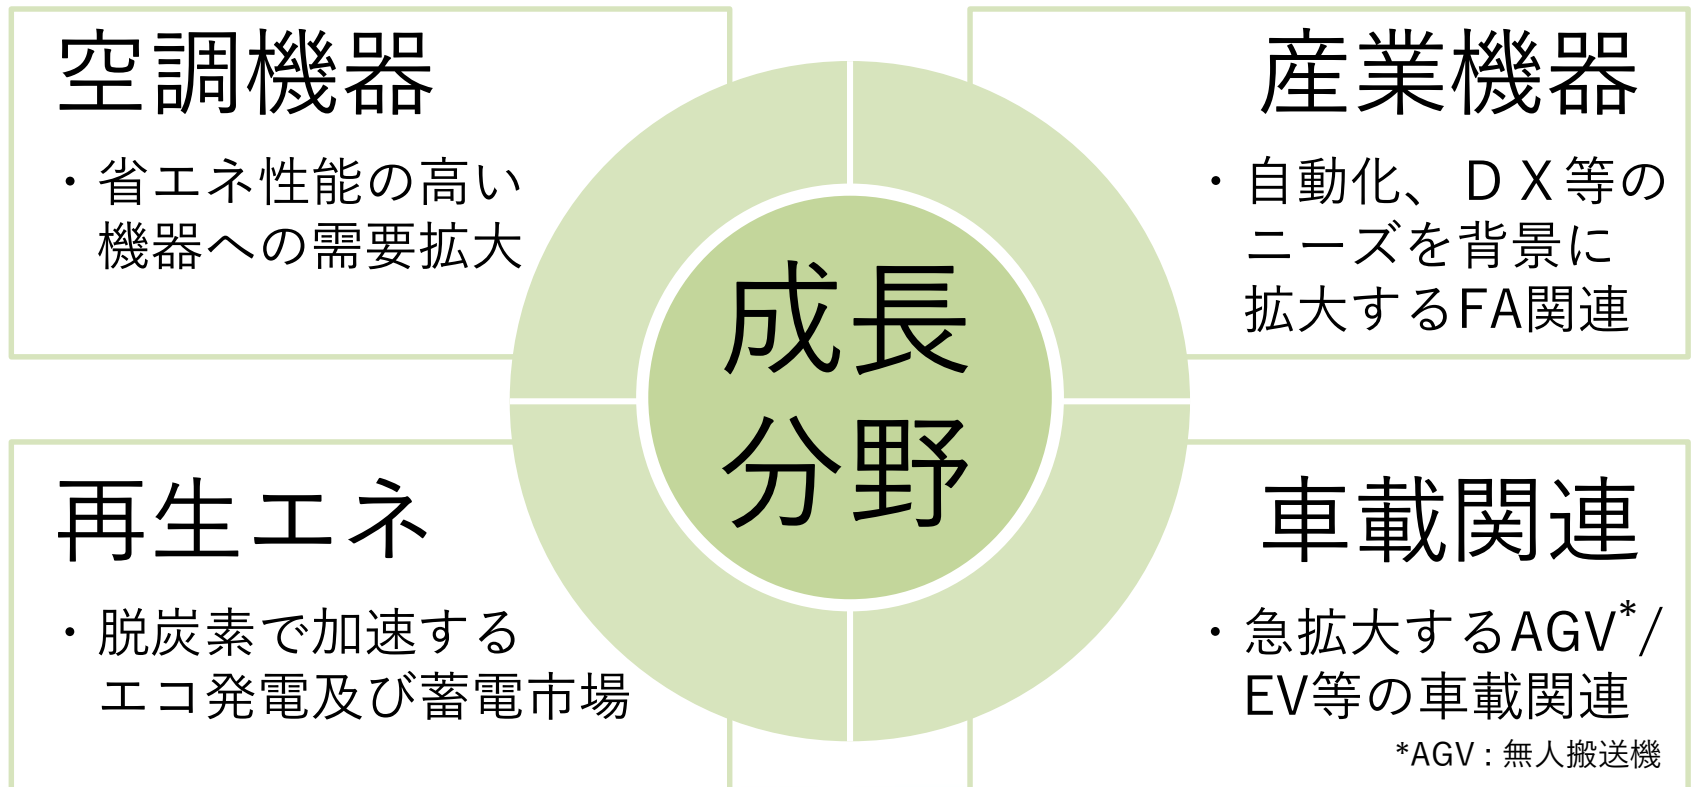 空調機器
・省エネ性能の高い
機器への需要拡大
産業機器
・自動化、ＤＸ等の
ニーズを背景に
拡大するFA関連
成長
分野
再生エネ
・脱炭素で加速する
エコ発電及び蓄電市場
車載関連
・急拡大するAGV*/
EV等の車載関連
*AGV：無人搬送機